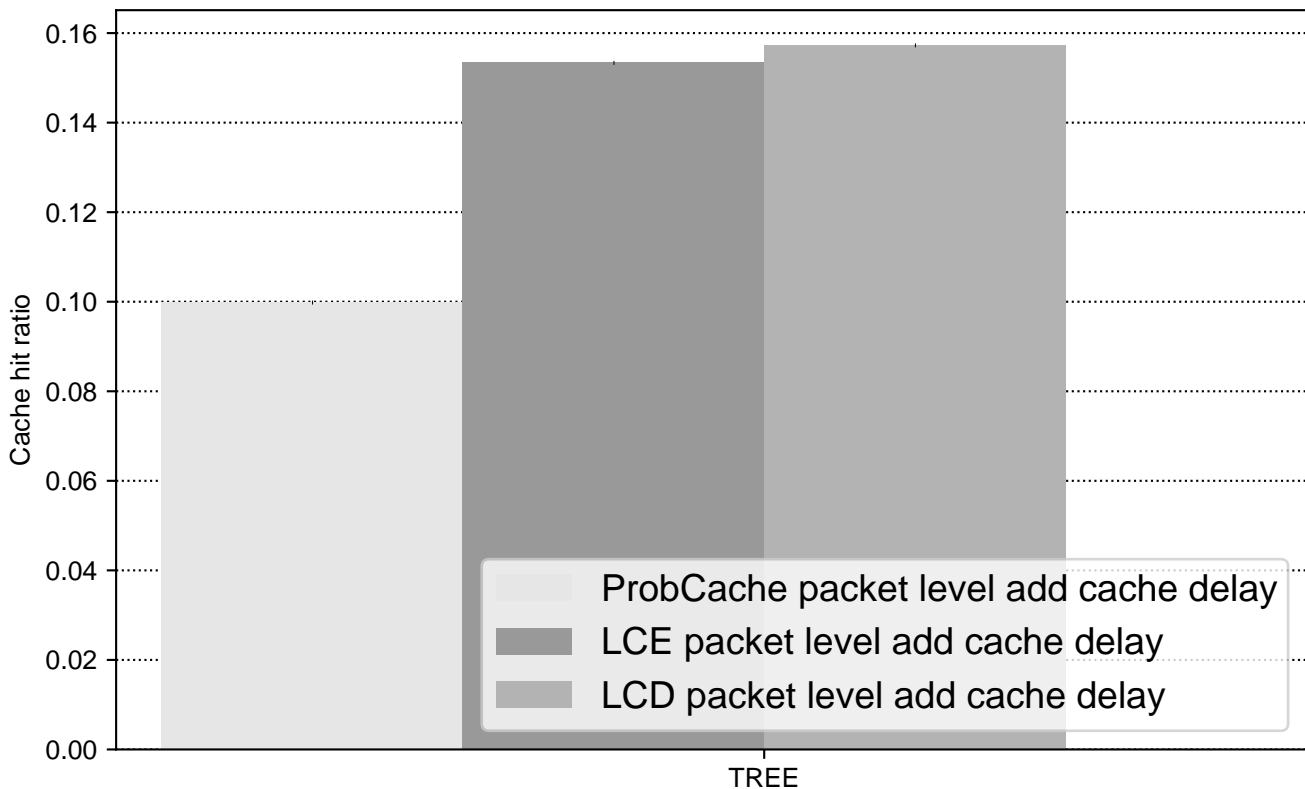 0.16
0.14
0.12
0.10
0.08
0.06
0.04
0.02
0.00
Cache hit ratio
ProbCache packet level add cache delay
LCE packet level add cache delay
LCD packet level add cache delay
TREE